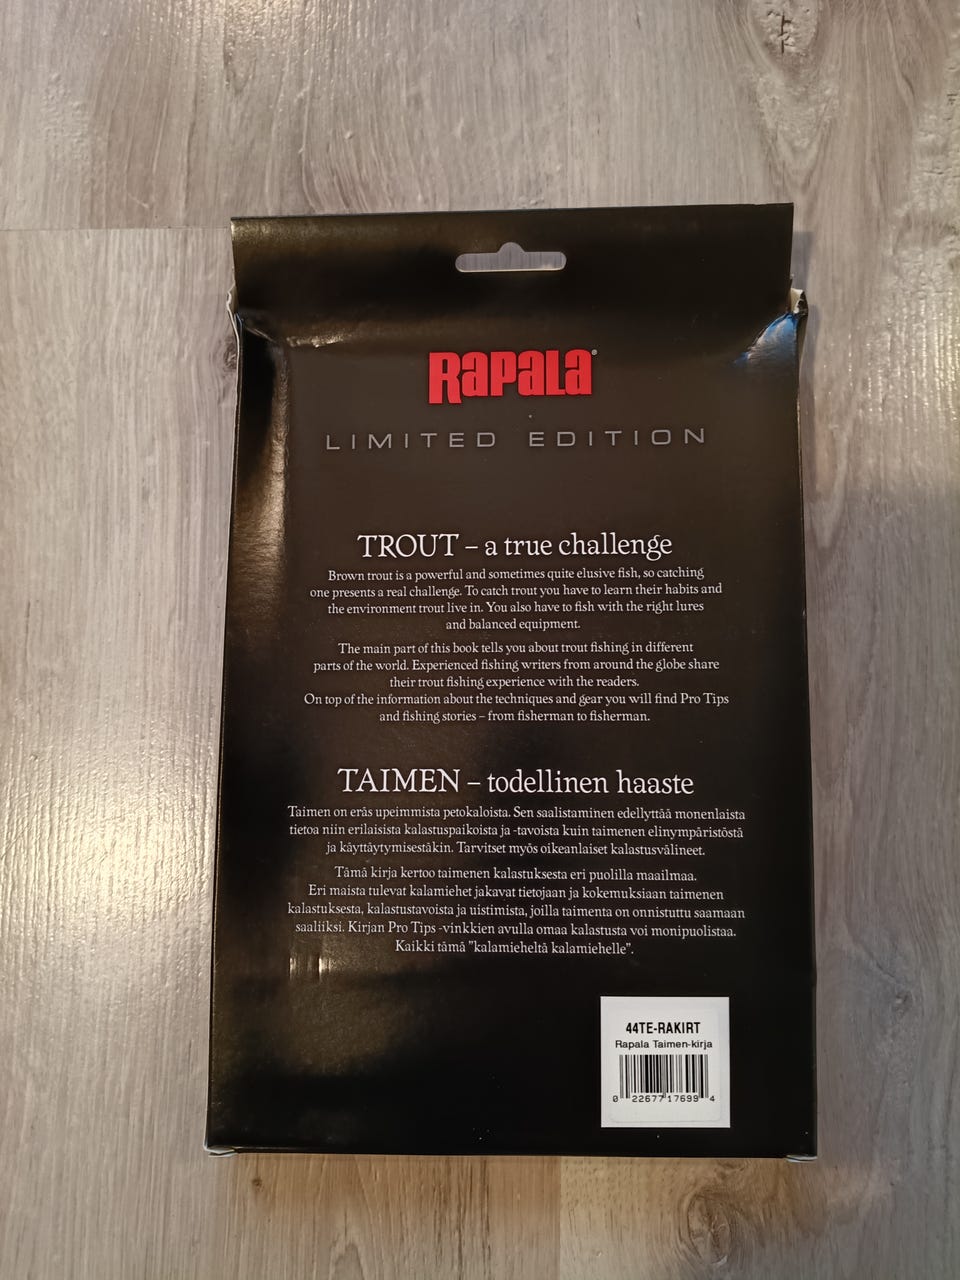 RAPALA®
LIMITED EDITION
TROUT – a true challenge
Brown trout is a powerful and sometimes quite elusive fish, so catching
one presents a real challenge. To catch trout you have to learn their habits and
the environment trout live in. You also have to fish with the right lures
and balanced equipment.
The main part of this book tells you about trout fishing in different
parts of the world. Experienced fishing writers from around the globe share
their trout fishing experience with the readers.
On top of the information about the techniques and gear you will find Pro Tips
and fishing stories – from fisherman to fisherman.
TAIMEN – todellinen haaste
Taimen on eräs upeimmista petokaloista. Sen saalistaminen edellyttää monenlaista
tietoa niin erilaisista kalastuspaikoista ja -tavoista kuin taimenen elinympäristöstä
ja käyttäytymisestäkin. Tarvitset myös oikeanlaiset kalastusvälineet.
Tämä kirja kertoo taimenen kalastuksesta eri puolilla maailmaa.
Eri maista tulevat kalamiehet jakavat tietojaan ja kokemuksiaan taimenen
kalastuksesta, kalastustavoista ja uistimista, joilla taimenta on onnistuttu saamaan
saaliiksi. Kirjan Pro Tips -vinkkien avulla omaa kalastusta voi monipuolistaa.
Kaikki tämä "kalamieheltä kalamiehelle".
44TE-RAKIRT
Rapala Taimen-kirja
0 22677 17699 4